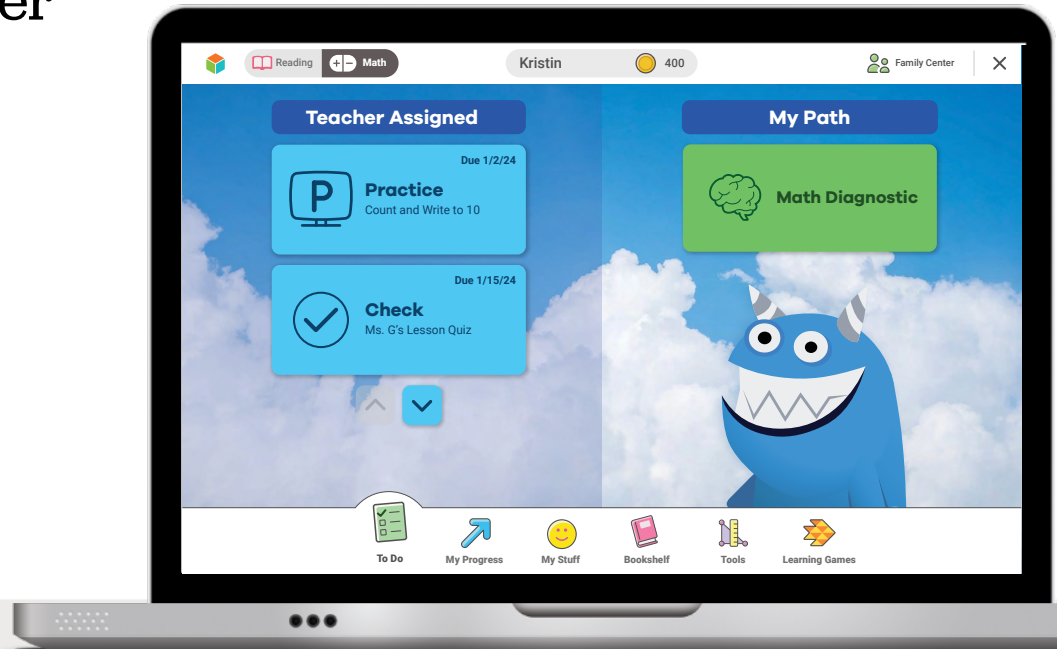 er
Reading
+ − Math
Kristin
400
Family Center
Teacher Assigned
My Path
Due 1/2/24
P
Practice
Count and Write to 10
Math Diagnostic
Due 1/15/24
Check
Ms. G's Lesson Quiz
To Do
My Progress
My Stuff
Bookshelf
Tools
Learning Games